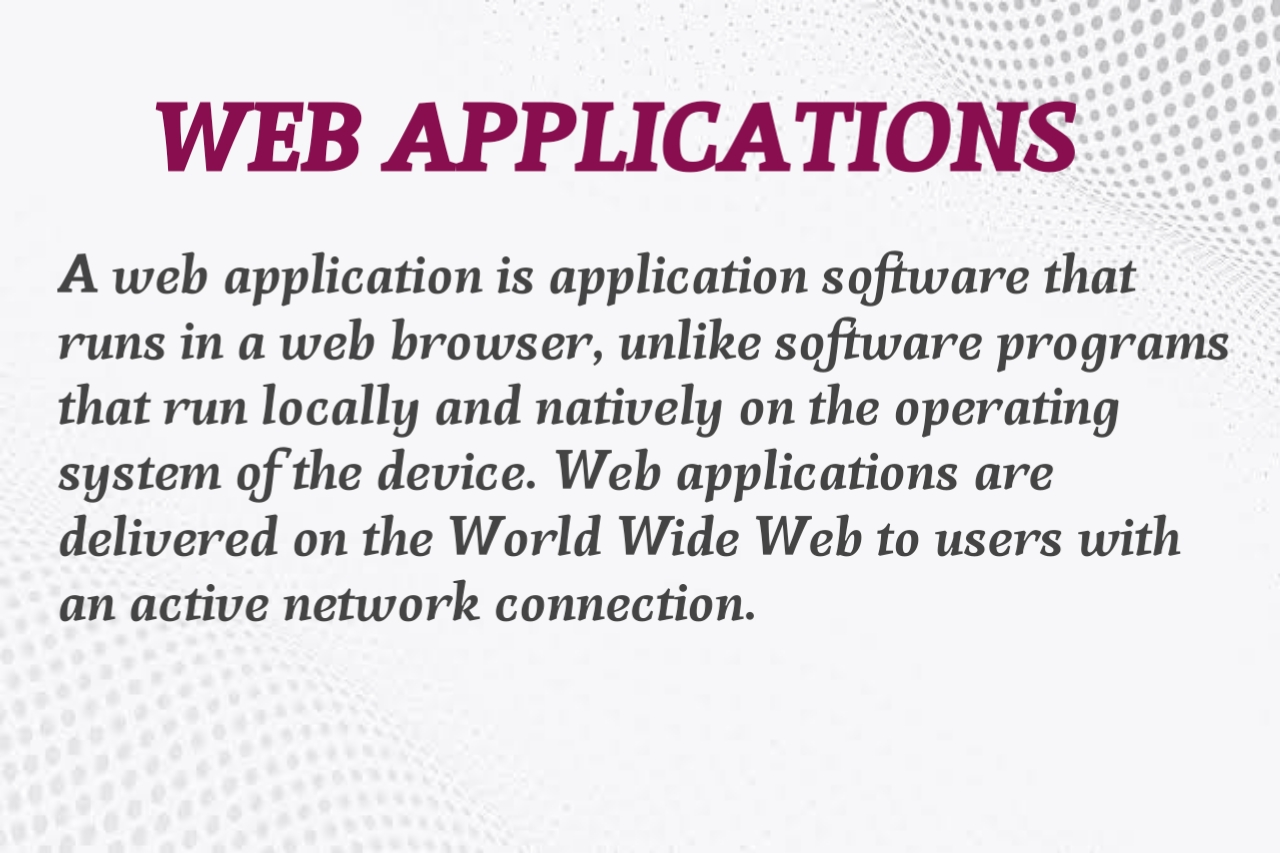 WEB APPLICATIONS
A web application is application software that
runs in a web browser, unlike software programs
that run locally and natively on the operating
system of the device. Web applications are
delivered on the World Wide Web to users with
an active network connection.